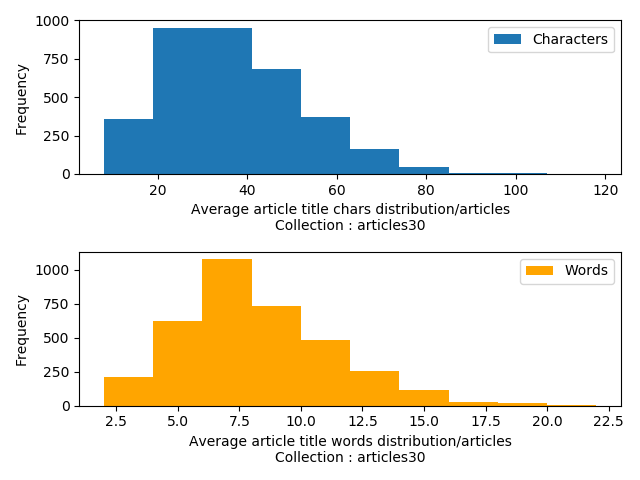 1000
750
500
250
0
Frequency
Characters
20 40 60 80 100 120
Average article title chars distribution/articles
Collection : articles30
1000
750
500
250
0
Frequency
Words
2.5 5.0 7.5 10.0 12.5 15.0 17.5 20.0 22.5
Average article title words distribution/articles
Collection : articles30